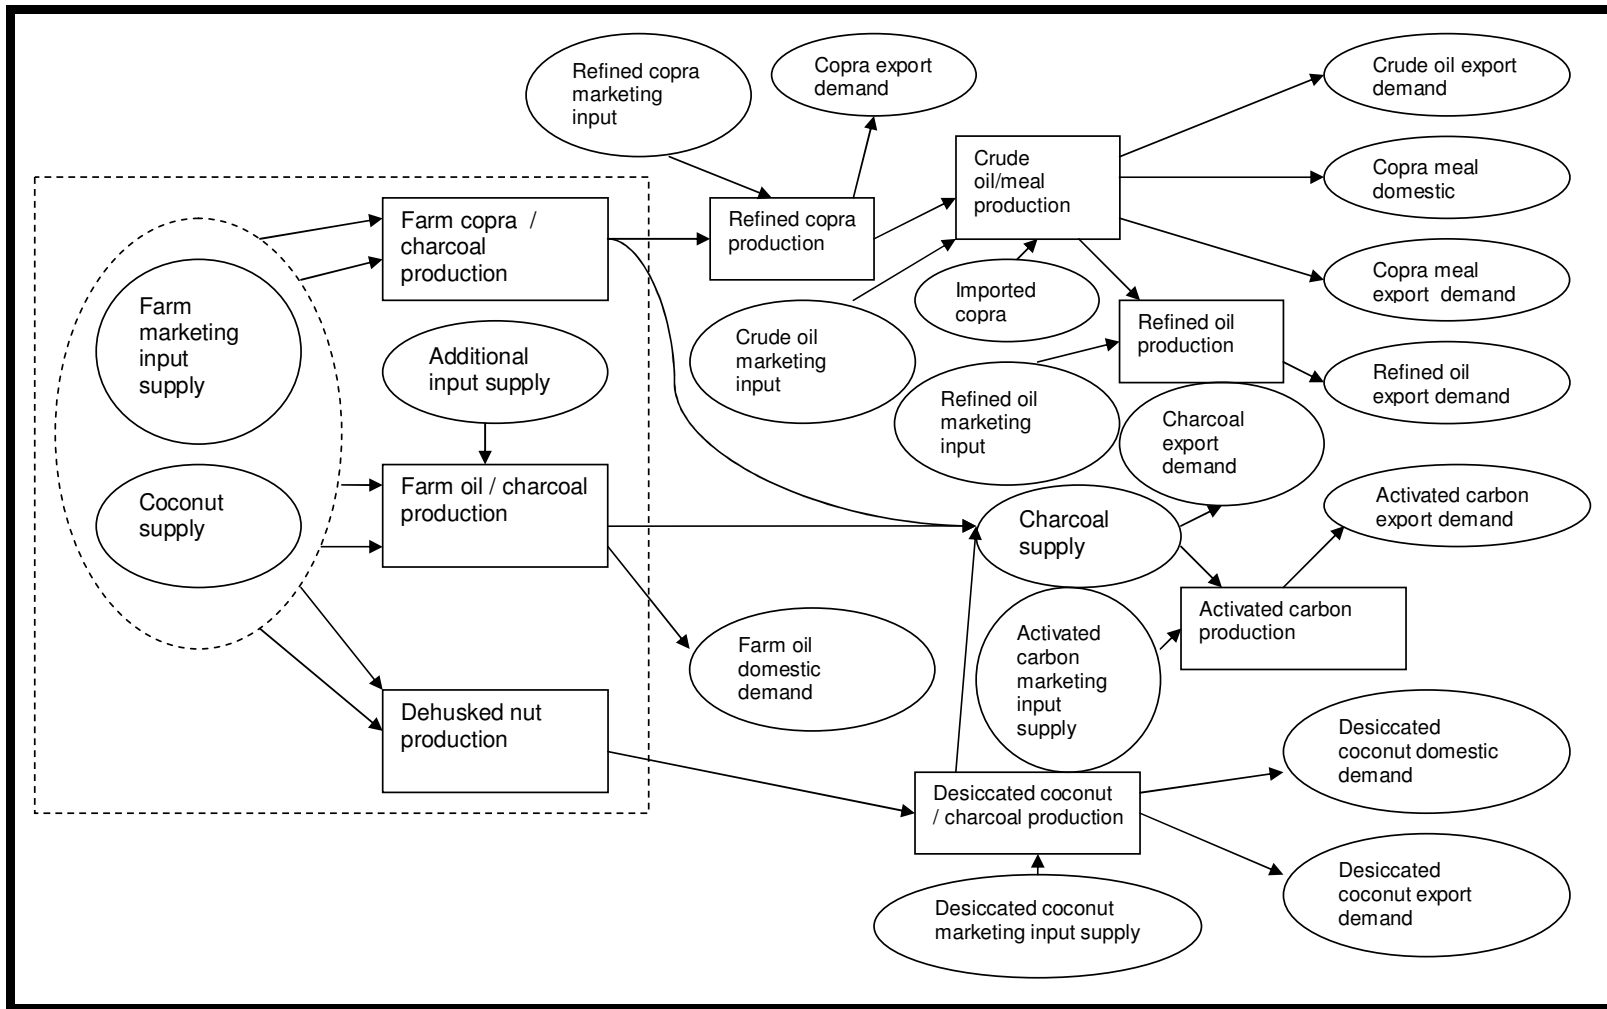 Refined copra
marketing
input
Copra export
demand
Crude oil export
demand
Crude
oil/meal
production
Copra meal
domestic
Farm copra  /
charcoal
production
Refined copra
production
Copra meal
export  demand
Imported
copra
Farm
marketing
input
supply
Additional
input supply
Crude oil
marketing
input
Refined oil
production
Refined oil
export demand
Refined oil
marketing
input
Charcoal
export
demand
Coconut
supply
Farm oil / charcoal
production
Charcoal
supply
Activated carbon
export demand
Activated carbon
production
Farm oil
domestic
demand
Activated
carbon
marketing
input
supply
Dehusked nut
production
Desiccated
coconut domestic
demand
Desiccated coconut
/ charcoal production
Desiccated
coconut export
demand
Desiccated coconut
marketing input supply